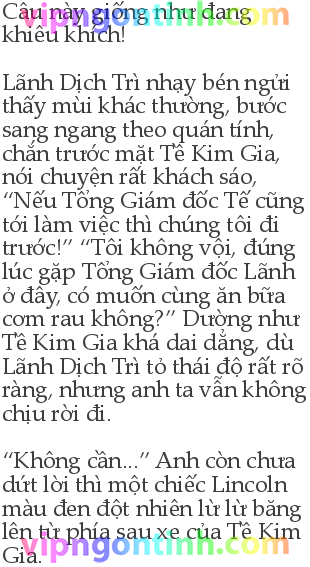 vipngontinh.com
Câu này giống như đang
khiêu khích!
Lãnh Dịch Trì nhạy bén ngửi
thấy mùi khác thường, bước
sang ngang theo quán tính,
chắn trước mặt Tê Kim Gia,
nói chuyện rất khách sáo,
“Nếu Tổng Giám đốc Tế cũng
tới làm việc thì chúng tôi đi
trước!” “Tôi không vội, đúng
lúc gặp Tổng Giám đốc Lãnh
ở đây, có muốn cùng ăn bữa
cơm rau không?” Dường như
Tê Kim Gia khá dai dẳng, dù
Lãnh Dịch Trì tỏ thái độ rất rõ
ràng, nhưng anh ta vẫn không
chịu rời đi.
“Không cần...” Anh còn chưa
dứt lời thì một chiếc Lincoln
màu đen đột nhiên lừ lừ băng
lên từ phía sau xe của Tê Kim
Gia.
vipngontinh.com